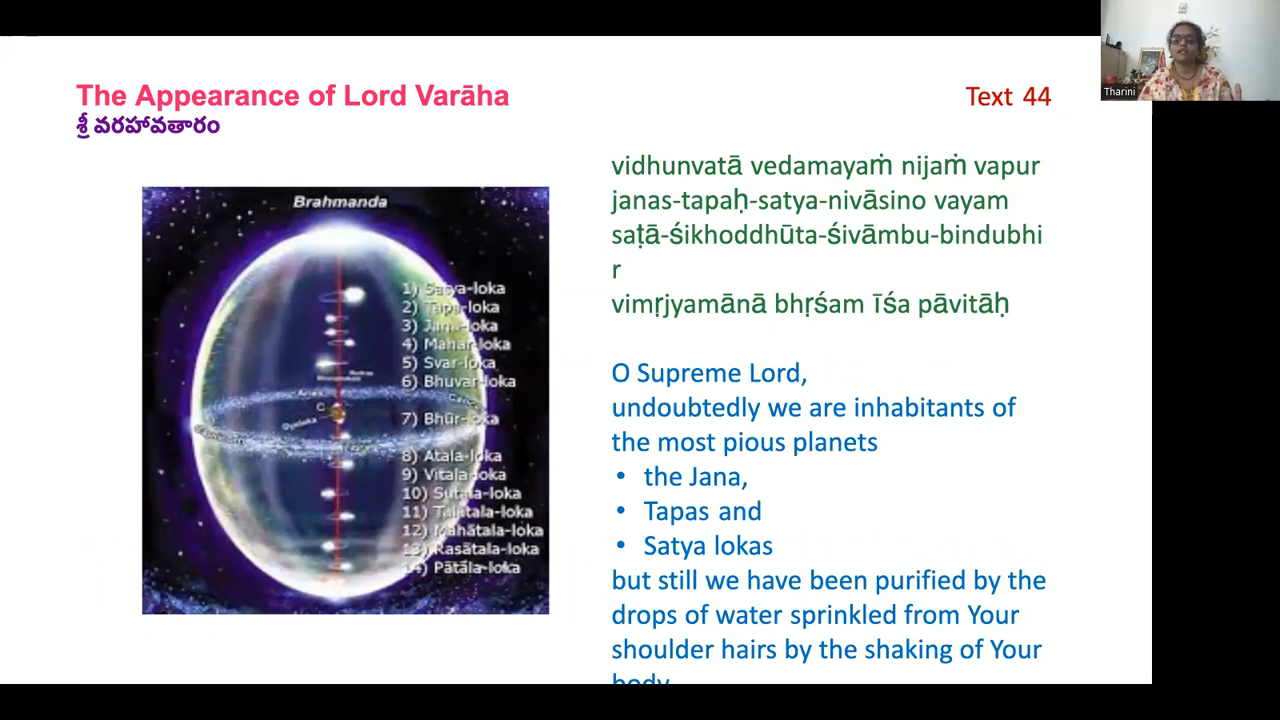 The Appearance of Lord Varāha
Text 44
శ్రీ వరహావతారం
Tharini
vidhunvatā vedamayaṁ nijaṁ vapur
janas-tapaḥ-satya-nivāsino vayam
saṭā-śikhoddhūta-śivāmbu-bindubhi
r
vimṛjyamānā bhṛśam īśa pāvitāḥ
O Supreme Lord,
undoubtedly we are inhabitants of
the most pious planets
• the Jana,
• Tapas and
• Satya lokas
but still we have been purified by the
drops of water sprinkled from Your
shoulder hairs by the shaking of Your
body
Brahmanda
1) Satya-loka
2) Tapa-loka
3) Jana-loka
4) Mahar-loka
5) Svar-loka
6) Bhuvar-loka
7) Bhūr-loka
8) Atala-loka
9) Vitala-loka
10) Sutala-loka
11) Talātala-loka
12) Mahātala-loka
13) Rasātala-loka
14) Pātāla-loka
Aries